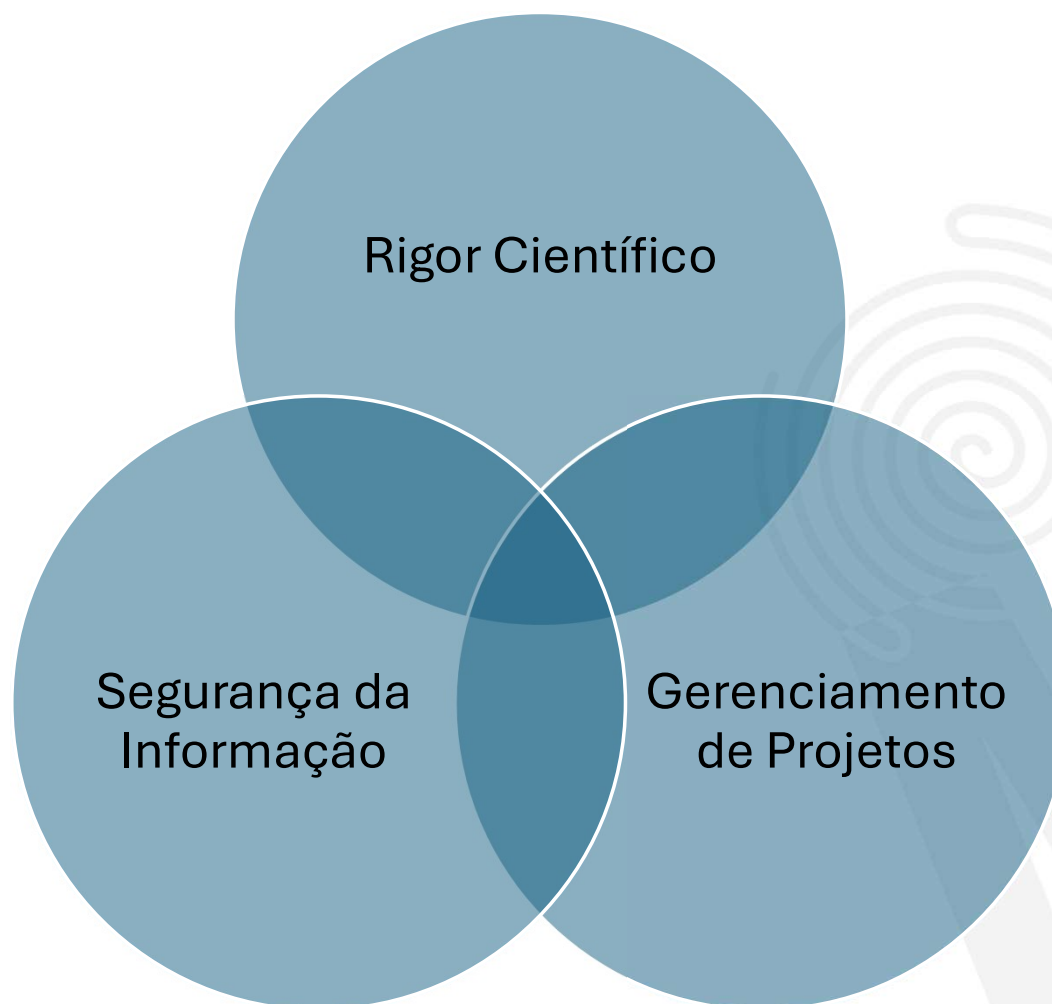 Rigor Científico
Segurança da
Informação
Gerenciamento
de Projetos